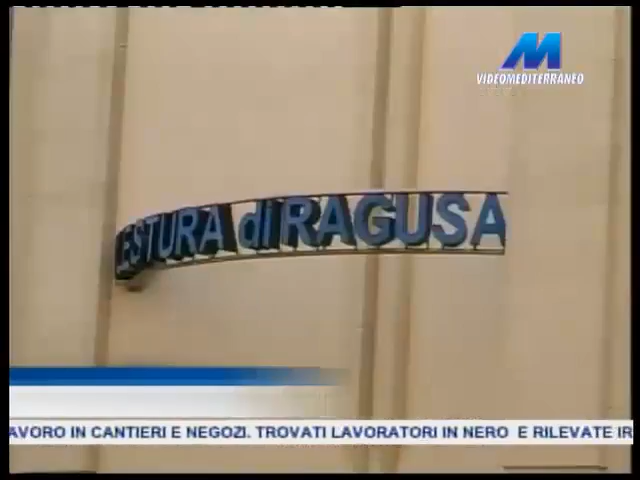 VIDEOMEDITERRANEO
ESTURA di RAGUSA
AVORO IN CANTIERI E NEGOZI. TROVATI LAVORATORI IN NERO E RILEVATE IR